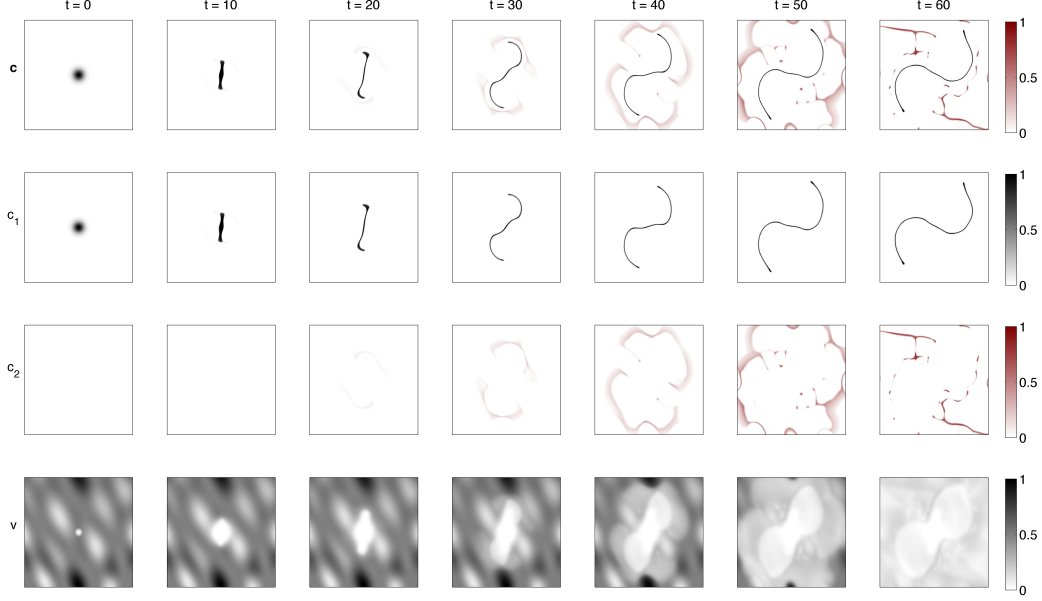 t = 0 t = 10 t = 20 t = 30 t = 40 t = 50 t = 60
c 1 0.5 0
c₁ 1 0.5 0
c₂ 1 0.5 0
v 1 0.5 0